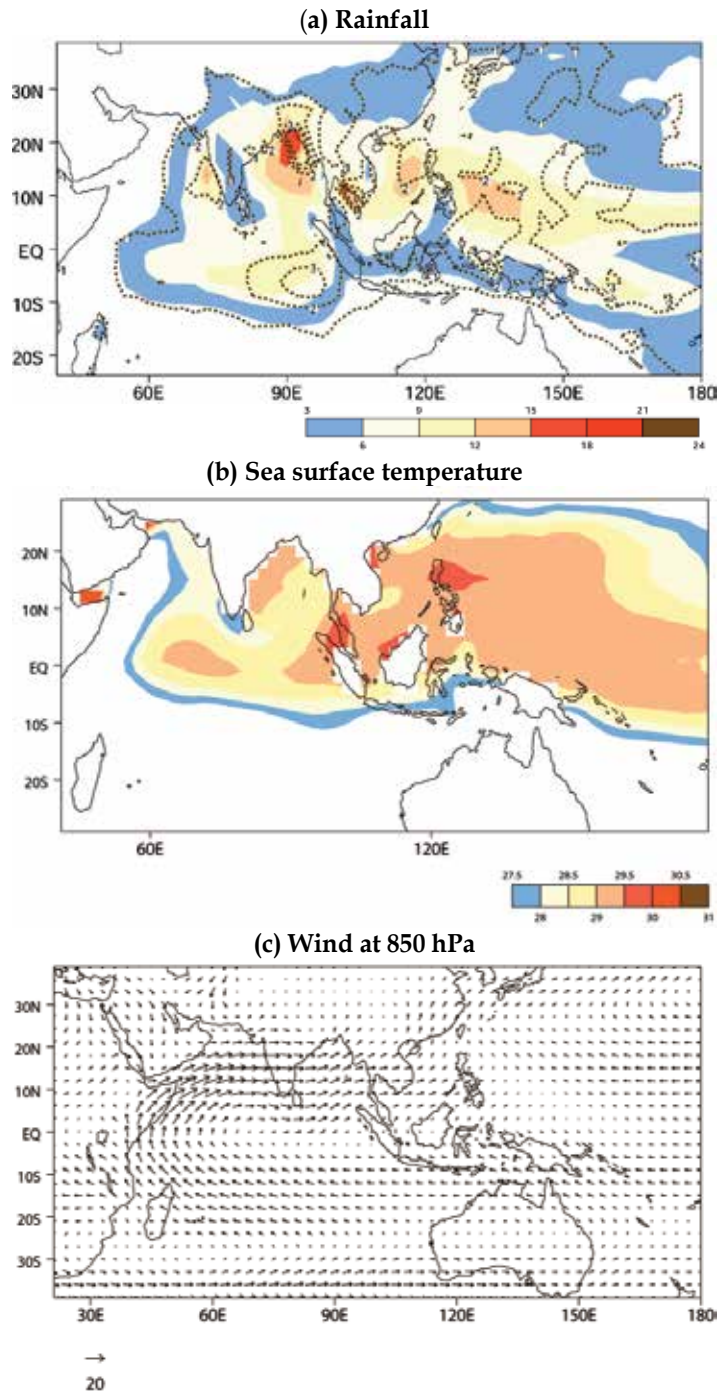 (a) Rainfall
30N
20N
10N
EQ
10S
20S
60E 90E 120E 150E 180
3 9 15 21
6 12 18 24
(b) Sea surface temperature
20N
10N
EQ
10S
20S
60E 120E
27.5 28.5 29.5 30.5
28 29 30 31
(c) Wind at 850 hPa
30N
20N
10N
EQ
10S
20S
30S
30E 60E 90E 120E 150E 180
20